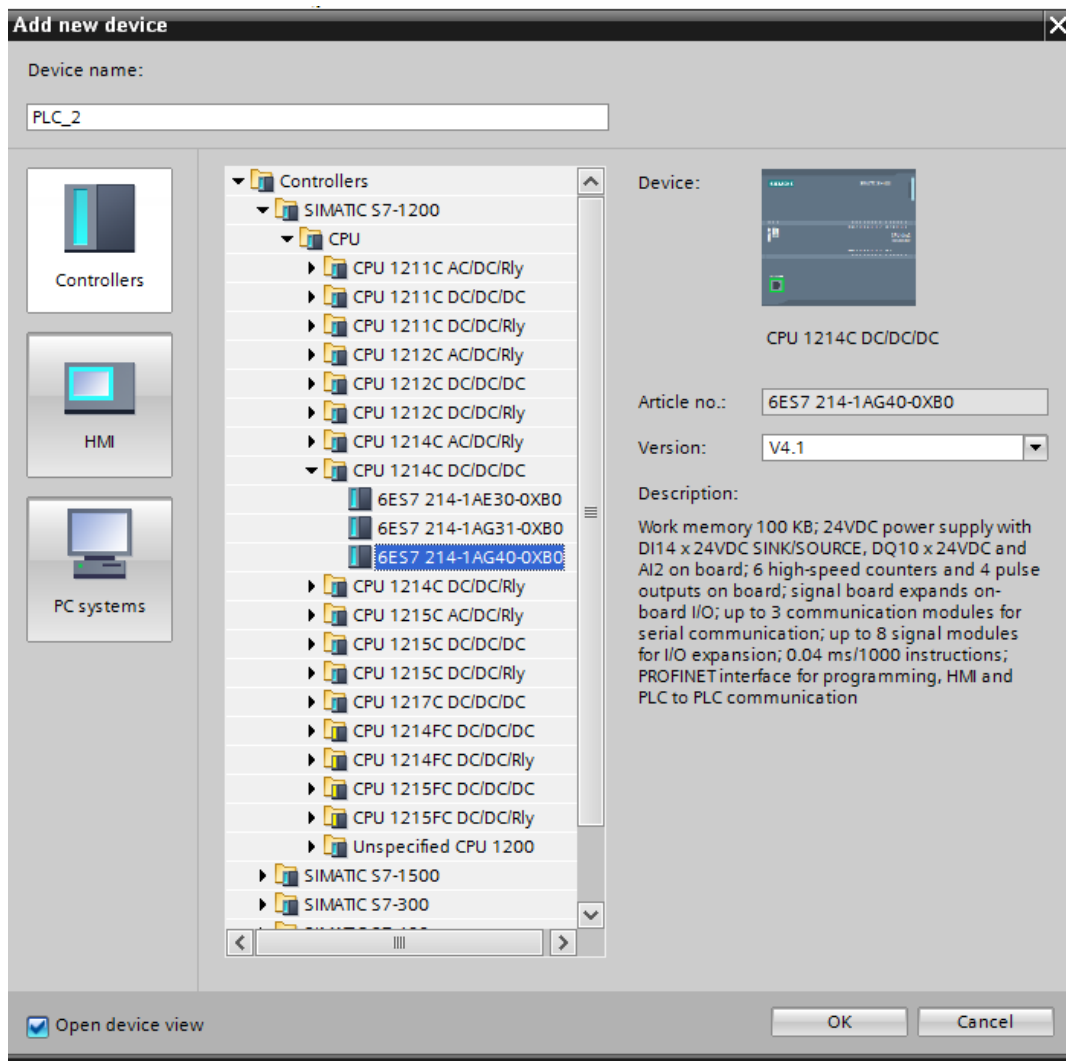 Add new device
Device name:
PLC_2
Controllers
HMI
PC systems
Controllers
SIMATIC S7-1200
CPU
CPU 1211C AC/DC/Rly
CPU 1211C DC/DC/DC
CPU 1211C DC/DC/Rly
CPU 1212C AC/DC/Rly
CPU 1212C DC/DC/DC
CPU 1212C DC/DC/Rly
CPU 1214C AC/DC/Rly
CPU 1214C DC/DC/DC
6ES7 214-1AE30-0XB0
6ES7 214-1AG31-0XB0
6ES7 214-1AG40-0XB0
CPU 1214C DC/DC/Rly
CPU 1215C AC/DC/Rly
CPU 1215C DC/DC/DC
CPU 1215C DC/DC/Rly
CPU 1217C DC/DC/DC
CPU 1214FC DC/DC/DC
CPU 1214FC DC/DC/Rly
CPU 1215FC DC/DC/DC
CPU 1215FC DC/DC/Rly
Unspecified CPU 1200
SIMATIC S7-1500
SIMATIC S7-300
Device:
SIEMENS
CPU 1214C DC/DC/DC
Article no.:
6ES7 214-1AG40-0XB0
Version:
V4.1
Description:
Work memory 100 KB; 24VDC power supply with
DI14 x 24VDC SINK/SOURCE, DQ10 x 24VDC and
AI2 on board; 6 high-speed counters and 4 pulse
outputs on board; signal board expands on-
board I/O; up to 3 communication modules for
serial communication; up to 8 signal modules
for I/O expansion; 0.04 ms/1000 instructions;
PROFINET interface for programming, HMI and
PLC to PLC communication
Open device view
OK
Cancel